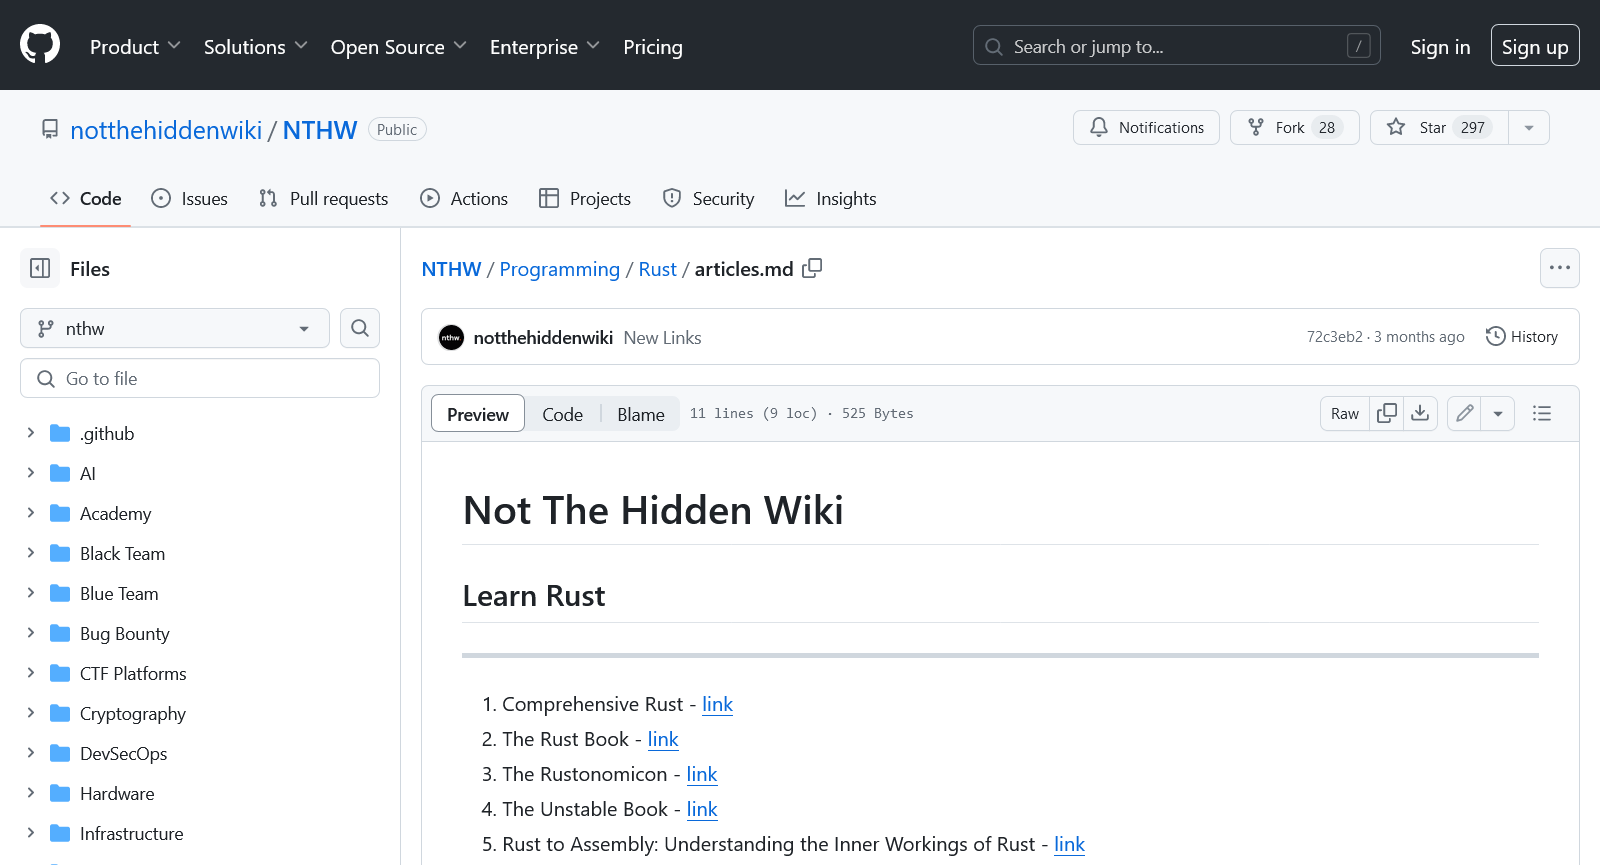 Product Solutions Open Source Enterprise Pricing Search or jump to... / Sign in Sign up
notthehiddenwiki / NTHW Public Notifications Fork 28 Star 297
Code Issues Pull requests Actions Projects Security Insights
Files
nthw
Go to file
.github
AI
Academy
Black Team
Blue Team
Bug Bounty
CTF Platforms
Cryptography
DevSecOps
Hardware
Infrastructure
NTHW / Programming / Rust / articles.md
nthw notthehiddenwiki New Links 72c3eb2 · 3 months ago History
Preview Code Blame 11 lines (9 loc) · 525 Bytes Raw
Not The Hidden Wiki
Learn Rust
1. Comprehensive Rust - link
2. The Rust Book - link
3. The Rustonomicon - link
4. The Unstable Book - link
5. Rust to Assembly: Understanding the Inner Workings of Rust - link